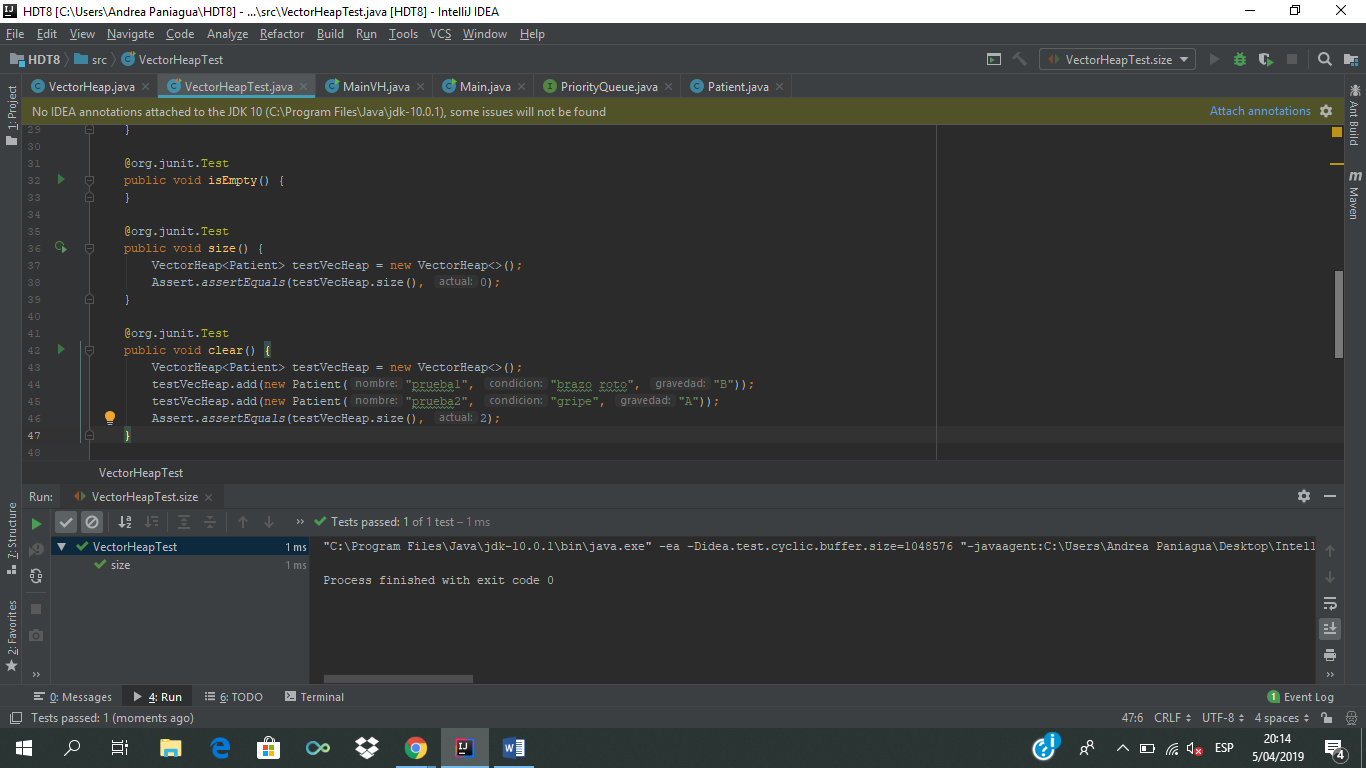 HDT8 [C:\Users\Andrea Paniagua\HDT8] - ...\src\VectorHeapTest.java [HDT8] - IntelliJ IDEA
File Edit View Navigate Code Analyze Refactor Build Run Tools VCS Window Help
HDT8 src VectorHeapTest VectorHeapTest.size
VectorHeap.java VectorHeapTest.java MainVH.java Main.java PriorityQueue.java Patient.java
No IDEA annotations attached to the JDK 10 (C:\Program Files\Java\jdk-10.0.1), some issues will not be found Attach annotations
1: Project
Ant Build
Maven
29 }
30
31 @org.junit.Test
32 public void isEmpty() {
33 }
34
35 @org.junit.Test
36 public void size() {
37 VectorHeap<Patient> testVecHeap = new VectorHeap<>();
38 Assert.assertEquals(testVecHeap.size(), actual: 0);
39 }
40
41 @org.junit.Test
42 public void clear() {
43 VectorHeap<Patient> testVecHeap = new VectorHeap<>();
44 testVecHeap.add(new Patient( nombre: "prueba1", condicion: "brazo roto", gravedad: "B"));
45 testVecHeap.add(new Patient( nombre: "prueba2", condicion: "gripe", gravedad: "A"));
46 Assert.assertEquals(testVecHeap.size(), actual: 2);
47 }
48
VectorHeapTest
Run: VectorHeapTest.size
» Tests passed: 1 of 1 test – 1 ms
VectorHeapTest 1 ms
size 1 ms
"C:\Program Files\Java\jdk-10.0.1\bin\java.exe" -ea -Didea.test.cyclic.buffer.size=1048576 "-javaagent:C:\Users\Andrea Paniagua\Desktop\Intell
Process finished with exit code 0
7: Structure
2: Favorites
0: Messages 4: Run 6: TODO Terminal 1 Event Log
Tests passed: 1 (moments ago) 47:6 CRLF UTF-8 4 spaces
ESP
20:14
5/04/2019
4